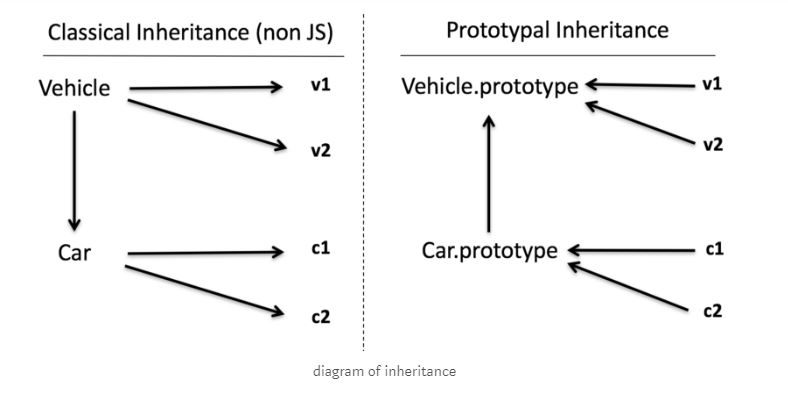 Classical Inheritance (non JS)
Vehicle
v1
v2
Car
c1
c2
Prototypal Inheritance
Vehicle.prototype
v1
v2
Car.prototype
c1
c2
diagram of inheritance